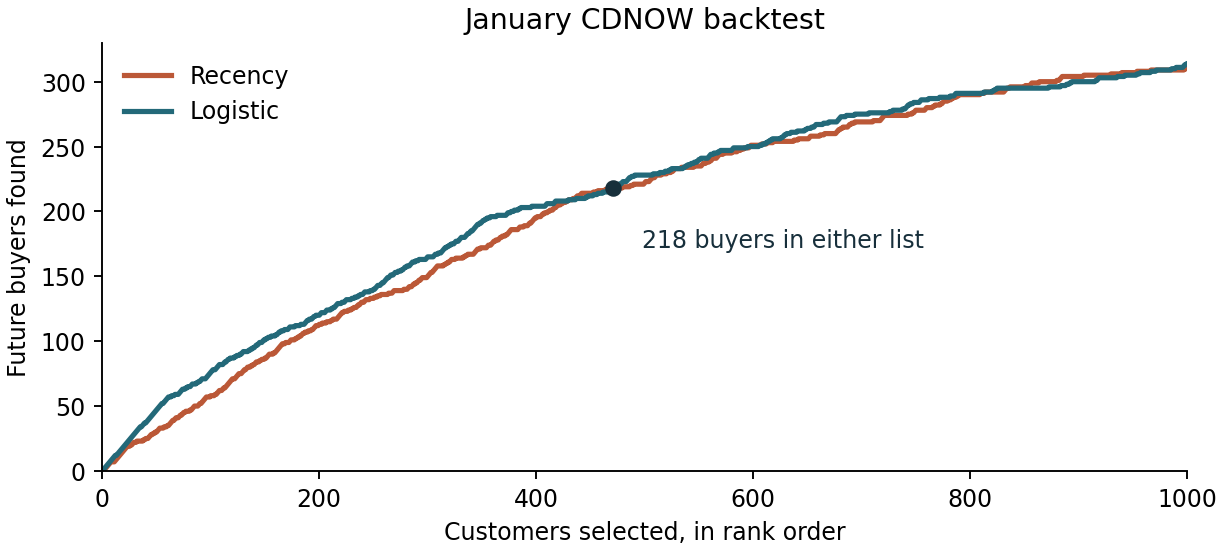 January CDNOW backtest
Recency
Logistic
Future buyers found
300
250
200
150
100
50
0
218 buyers in either list
0 200 400 600 800 1000
Customers selected, in rank order